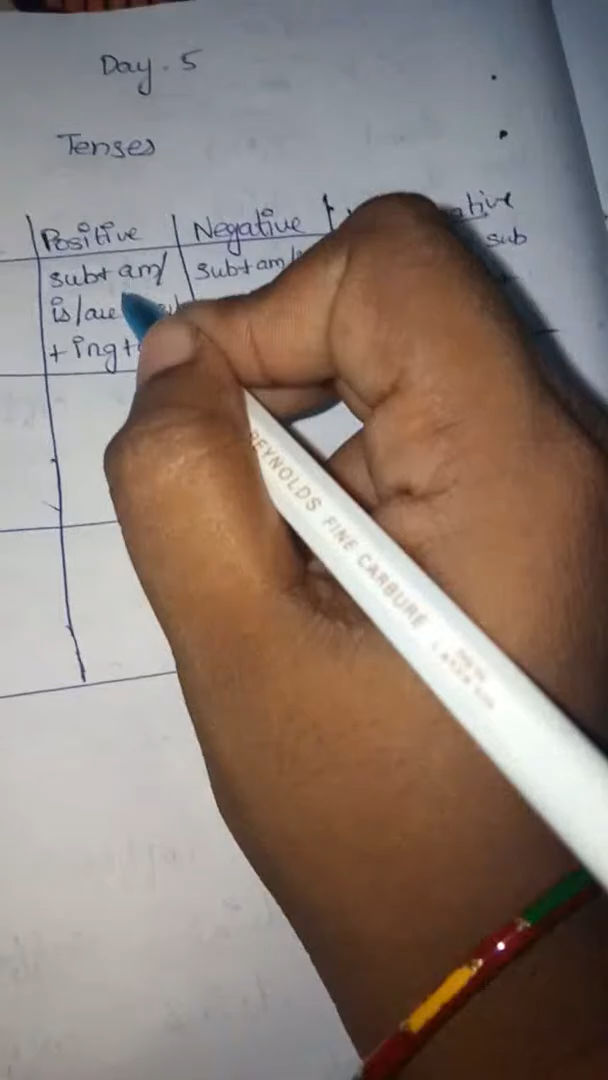 Day. 5
Tenses
Positive
Negative
sub+am/
is/are
+ing+
sub+am/
sub
REYNOLDS FINE CARBURE